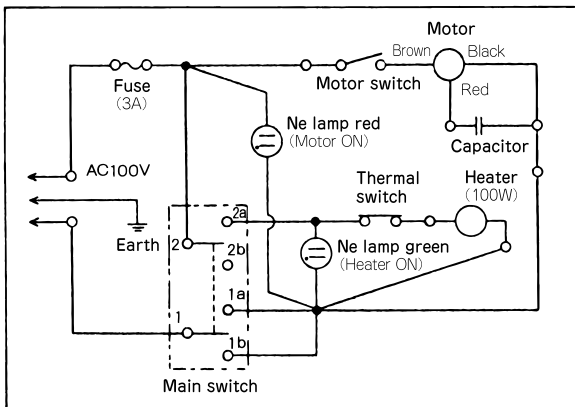 Motor
Brown
Black
Fuse
(3A)
Motor switch
Red
Ne lamp red
(Motor ON)
Capacitor
AC100V
Thermal
switch
Heater
(100W)
2a
Earth
2
2b
Ne lamp green
(Heater ON)
1a
1
1b
Main switch